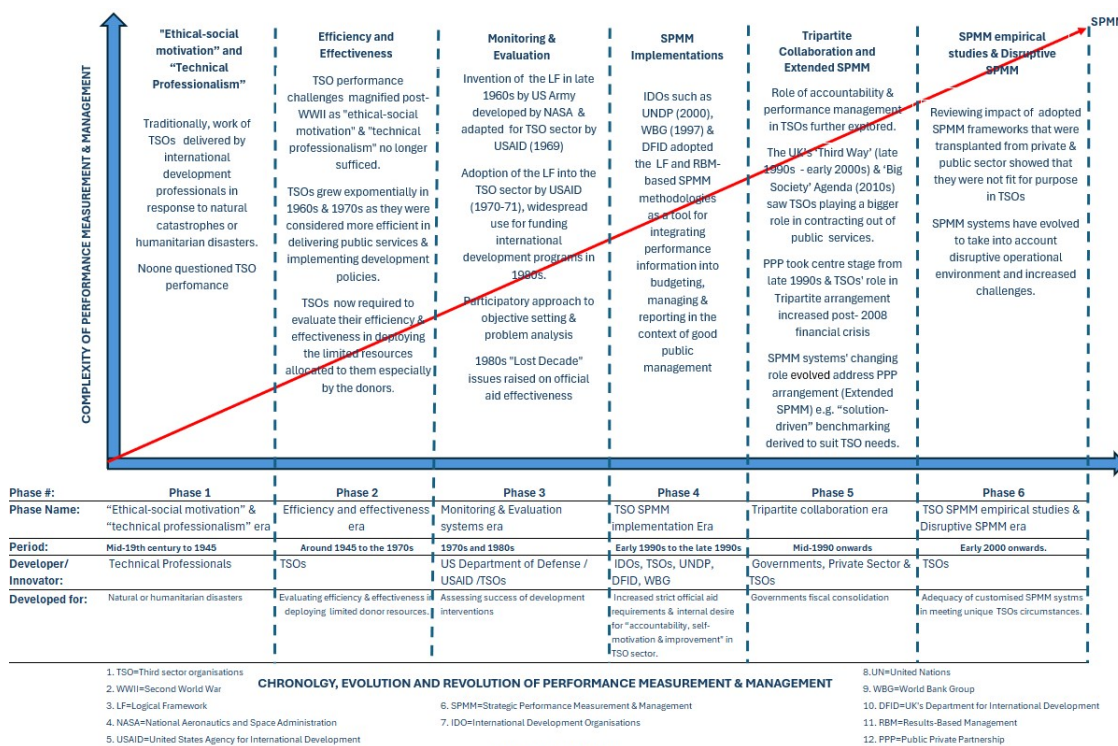 SPMM
COMPLEXITY OF PERFORMANCE MEASUREMENT & MANAGEMENT
"Ethical-social
motivation” and
“Technical
Professionalism”
Traditionally, work of
TSOs delivered by
international
development
professionals in
response to natural
catastrophes or
humanitarian disasters.
Noone questioned TSO
perfomance
Efficiency and
Effectiveness
TSO performance
challenges magnified post-
WWII as "ethical-social
motivation" & "technical
professionalism" no longer
sufficed.
TSOs grew expomentially in
1960s & 1970s as they were
considered more efficient in
delivering public services &
implementing development
policies.
TSOs now required to
evaluate their efficiency &
effectiveness in deploying
the limited resources
allocated to them especially
by the donors.
Monitoring &
Evaluation
Invention of the LF in late
1960s by US Army
developed by NASA &
adapted for TSO sector by
USAID (1969)
Adoption of the LF into the
TSO sector by USAID
(1970-71), widespread
use for funding
international
development programs in
1980s.
Participatory approach to
objective setting &
problem analysis
1980s "Lost Decade"
issues raised on official
aid effectiveness
SPMM
Implementations
IDOs such as
UNDP (2000),
WBG (1997) &
DFID adopted
the LF and RBM-
based SPMM
methodologies
as a tool for
integrating
performance
information into
budgeting,
managing &
reporting in the
context of good
public
management
Tripartite
Collaboration and
Extended SPMM
Role of accountability &
performance management
in TSOs further explored.
The UK's 'Third Way' (late
1990s - early 2000s) & 'Big
Society' Agenda (2010s)
saw TSOs playing a bigger
role in contracting out of
public services.
PPP took centre stage from
late 1990s & TSOs' role in
Tripartite arrangement
increased post- 2008
financial crisis
SPMM systems' changing
role evolved address PPP
arrangement (Extended
SPMM) e.g. “solution-
driven” benchmarking
derived to suit TSO needs.
SPMM empirical
studies & Disruptive
SPMM
Reviewing impact of adopted
SPMM frameworks that were
transplanted from private &
public sector showed that
they were not fit for purpose
in TSOs
SPMM systems have evolved
to take into account
disruptive operational
environment and increased
challenges.
Phase #: Phase 1 Phase 2 Phase 3 Phase 4 Phase 5 Phase 6
Phase Name: “Ethical-social motivation” & Efficiency and effectiveness Monitoring & Evaluation TSO SPMM Tripartite collaboration era TSO SPMM empirical studies &
“technical professionalism” era era systems era implementation Era Disruptive SPMM era
Period: Mid-19th century to 1945 Around 1945 to the 1970s 1970s and 1980s Early 1990s to the late 1990s Mid-1990 onwards Early 2000 onwards.
Developer/ Technical Professionals TSOs US Department of Defense / IDOs, TSOs, UNDP, Governments, Private Sector & TSOs
Innovator: USAID /TSOs DFID, WBG TSOs
Developed for: Natural or humanitarian disasters Evaluating efficiency & effectiveness in Assessing success of development Increased strict official aid Governments fiscal consolidation Adequacy of customised SPMM systms
deploying limited donor resources. interventions requirements & internal desire in meeting unique TSOs circumstances.
for “accountability, self-
motivation & improvement” in
TSO sector.
CHRONOLGY, EVOLUTION AND REVOLUTION OF PERFORMANCE MEASUREMENT & MANAGEMENT
1. TSO=Third sector organisations
2. WWII=Second World War
3. LF=Logical Framework
4. NASA=National Aeronautics and Space Administration
5. USAID=United States Agency for International Development
6. SPMM=Strategic Performance Measurement & Management
7. IDO=International Development Organisations
8.UN=United Nations
9. WBG=World Bank Group
10. DFID=UK's Department for International Development
11. RBM=Results-Based Management
12. PPP=Public Private Partnership